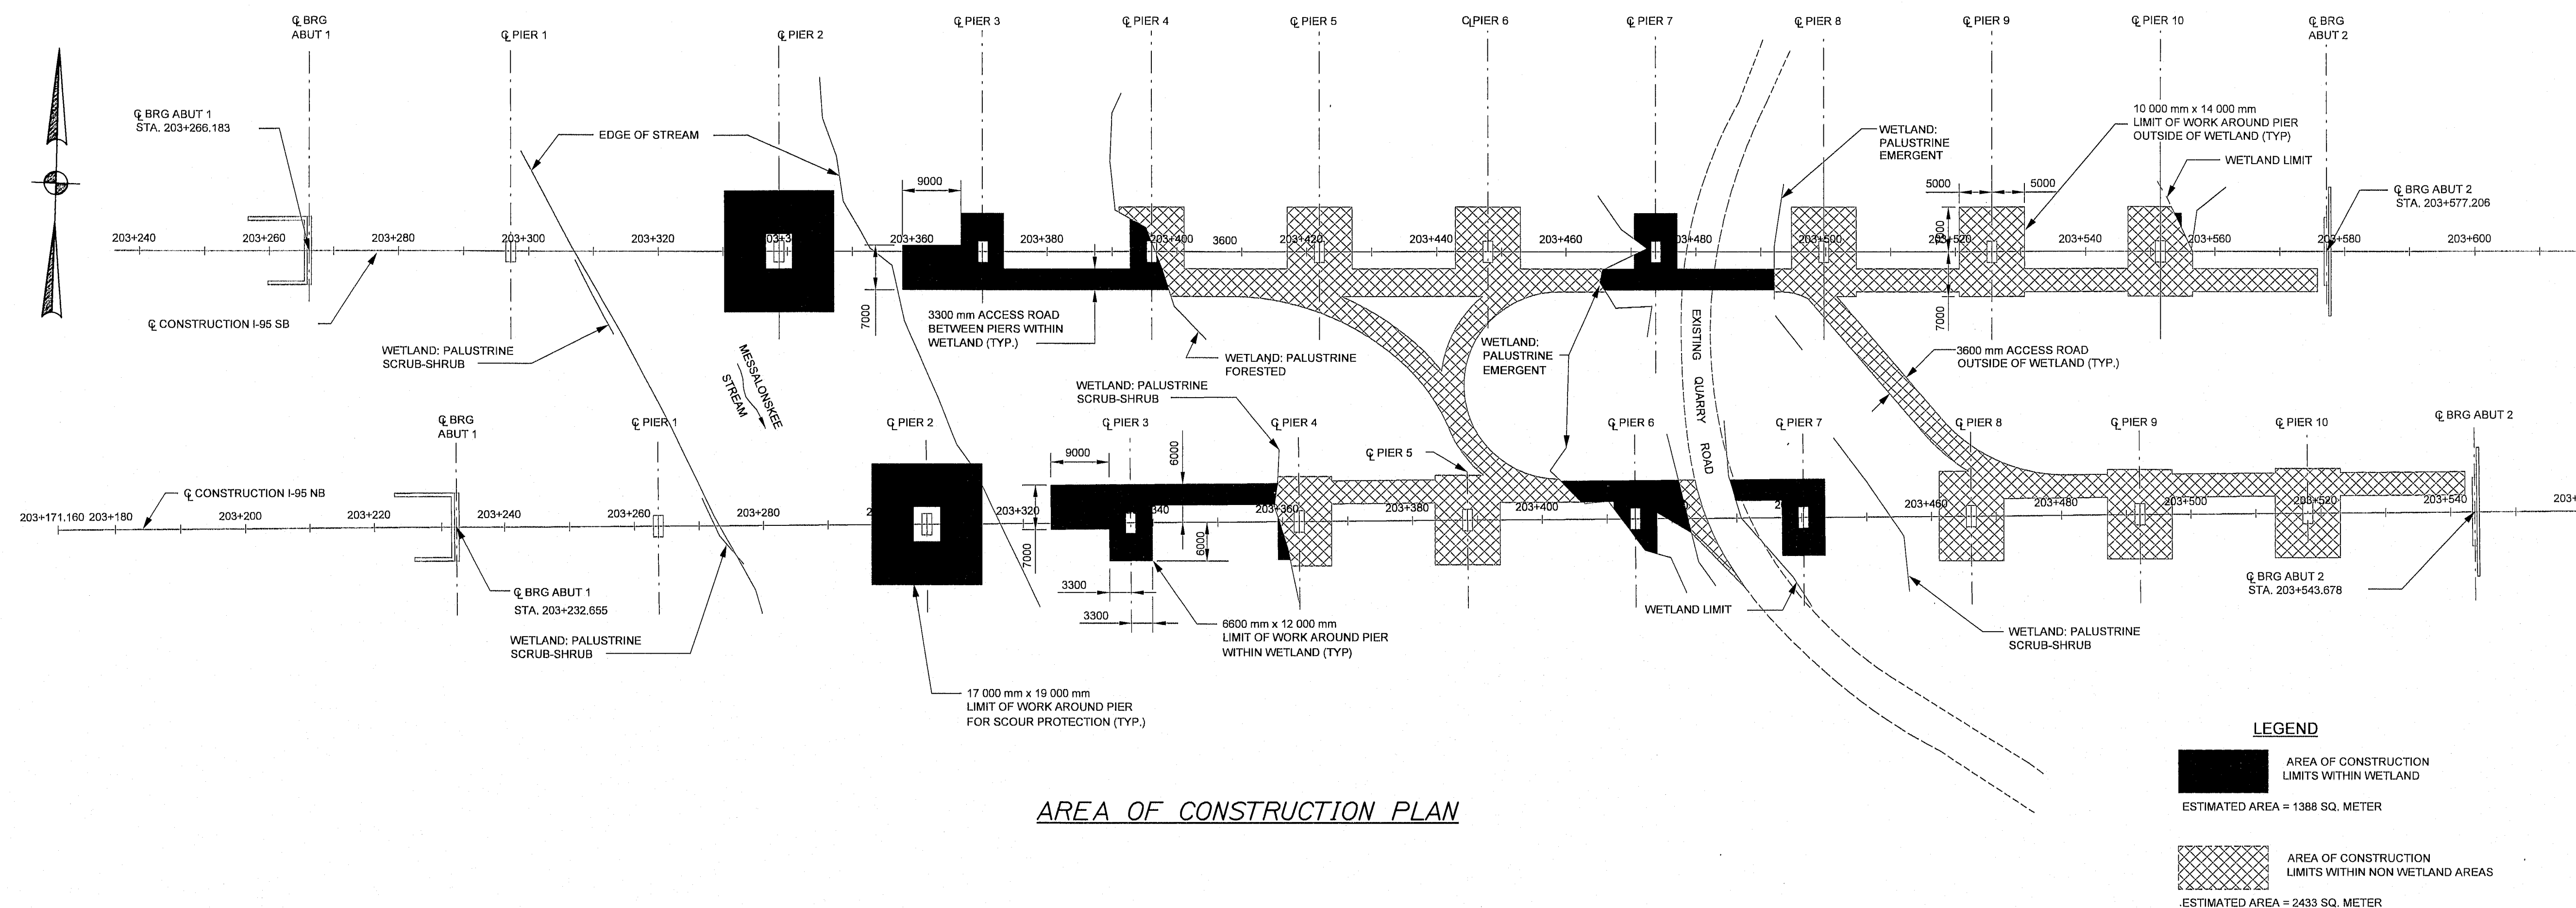 ℄ BRG
ABUT 1
℄ PIER 1
℄ PIER 2
℄ PIER 3
℄ PIER 4
℄ PIER 5
℄ PIER 6
℄ PIER 7
℄ PIER 8
℄ PIER 9
℄ PIER 10
℄ BRG
ABUT 2
℄ BRG ABUT 1
STA. 203+266.183
EDGE OF STREAM
WETLAND:
PALUSTRINE
EMERGENT
10 000 mm x 14 000 mm
LIMIT OF WORK AROUND PIER
OUTSIDE OF WETLAND (TYP)
WETLAND LIMIT
℄ BRG ABUT 2
STA. 203+577.206
9000
5000
5000
7000
203+240
203+260
203+280
203+300
203+320
203+360
203+380
203+400
3600
203+420
203+440
203+460
203+480
203+500
203+520
203+540
203+560
203+580
203+600
7000
7000
℄ CONSTRUCTION I-95 SB
WETLAND: PALUSTRINE
SCRUB-SHRUB
MESSALONSKEE
STREAM
3300 mm ACCESS ROAD
BETWEEN PIERS WITHIN
WETLAND (TYP.)
WETLAND: PALUSTRINE
FORESTED
WETLAND: PALUSTRINE
SCRUB-SHRUB
WETLAND:
PALUSTRINE
EMERGENT
EXISTING QUARRY ROAD
3600 mm ACCESS ROAD
OUTSIDE OF WETLAND (TYP.)
℄ BRG
ABUT 1
℄ PIER 1
℄ PIER 2
℄ PIER 3
℄ PIER 4
℄ PIER 5
℄ PIER 6
℄ PIER 7
℄ PIER 8
℄ PIER 9
℄ PIER 10
℄ BRG ABUT 2
9000
6000
℄ CONSTRUCTION I-95 NB
203+171.160
203+180
203+200
203+220
203+240
203+260
203+280
203+320
203+360
203+380
203+400
203+460
203+480
203+500
203+520
203+540
7000
6000
3300
3300
℄ BRG ABUT 1
STA. 203+232.655
WETLAND: PALUSTRINE
SCRUB-SHRUB
6600 mm x 12 000 mm
LIMIT OF WORK AROUND PIER
WITHIN WETLAND (TYP)
WETLAND LIMIT
WETLAND: PALUSTRINE
SCRUB-SHRUB
℄ BRG ABUT 2
STA. 203+543.678
17 000 mm x 19 000 mm
LIMIT OF WORK AROUND PIER
FOR SCOUR PROTECTION (TYP.)
AREA OF CONSTRUCTION PLAN
LEGEND
AREA OF CONSTRUCTION
LIMITS WITHIN WETLAND
ESTIMATED AREA = 1388 SQ. METER
AREA OF CONSTRUCTION
LIMITS WITHIN NON WETLAND AREAS
ESTIMATED AREA = 2433 SQ. METER